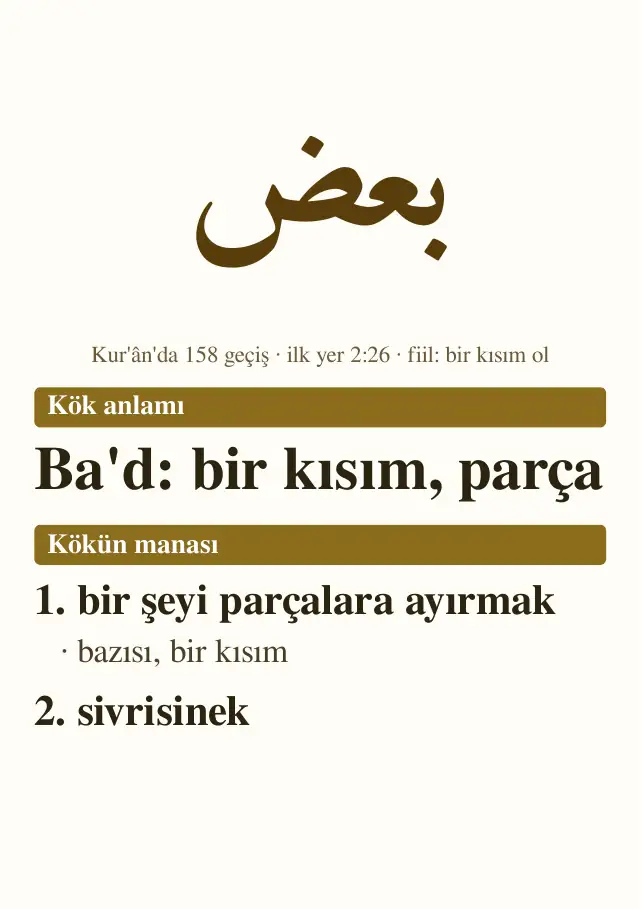 بعض
Kur'ân'da 158 geçiş · ilk yer 2:26 · fiil: bir kısım ol
Kök anlamı
Ba'd: bir kısım, parça
Kökün manası
1. bir şeyi parçalara ayırmak
· bazısı, bir kısım
2. sivrisinek